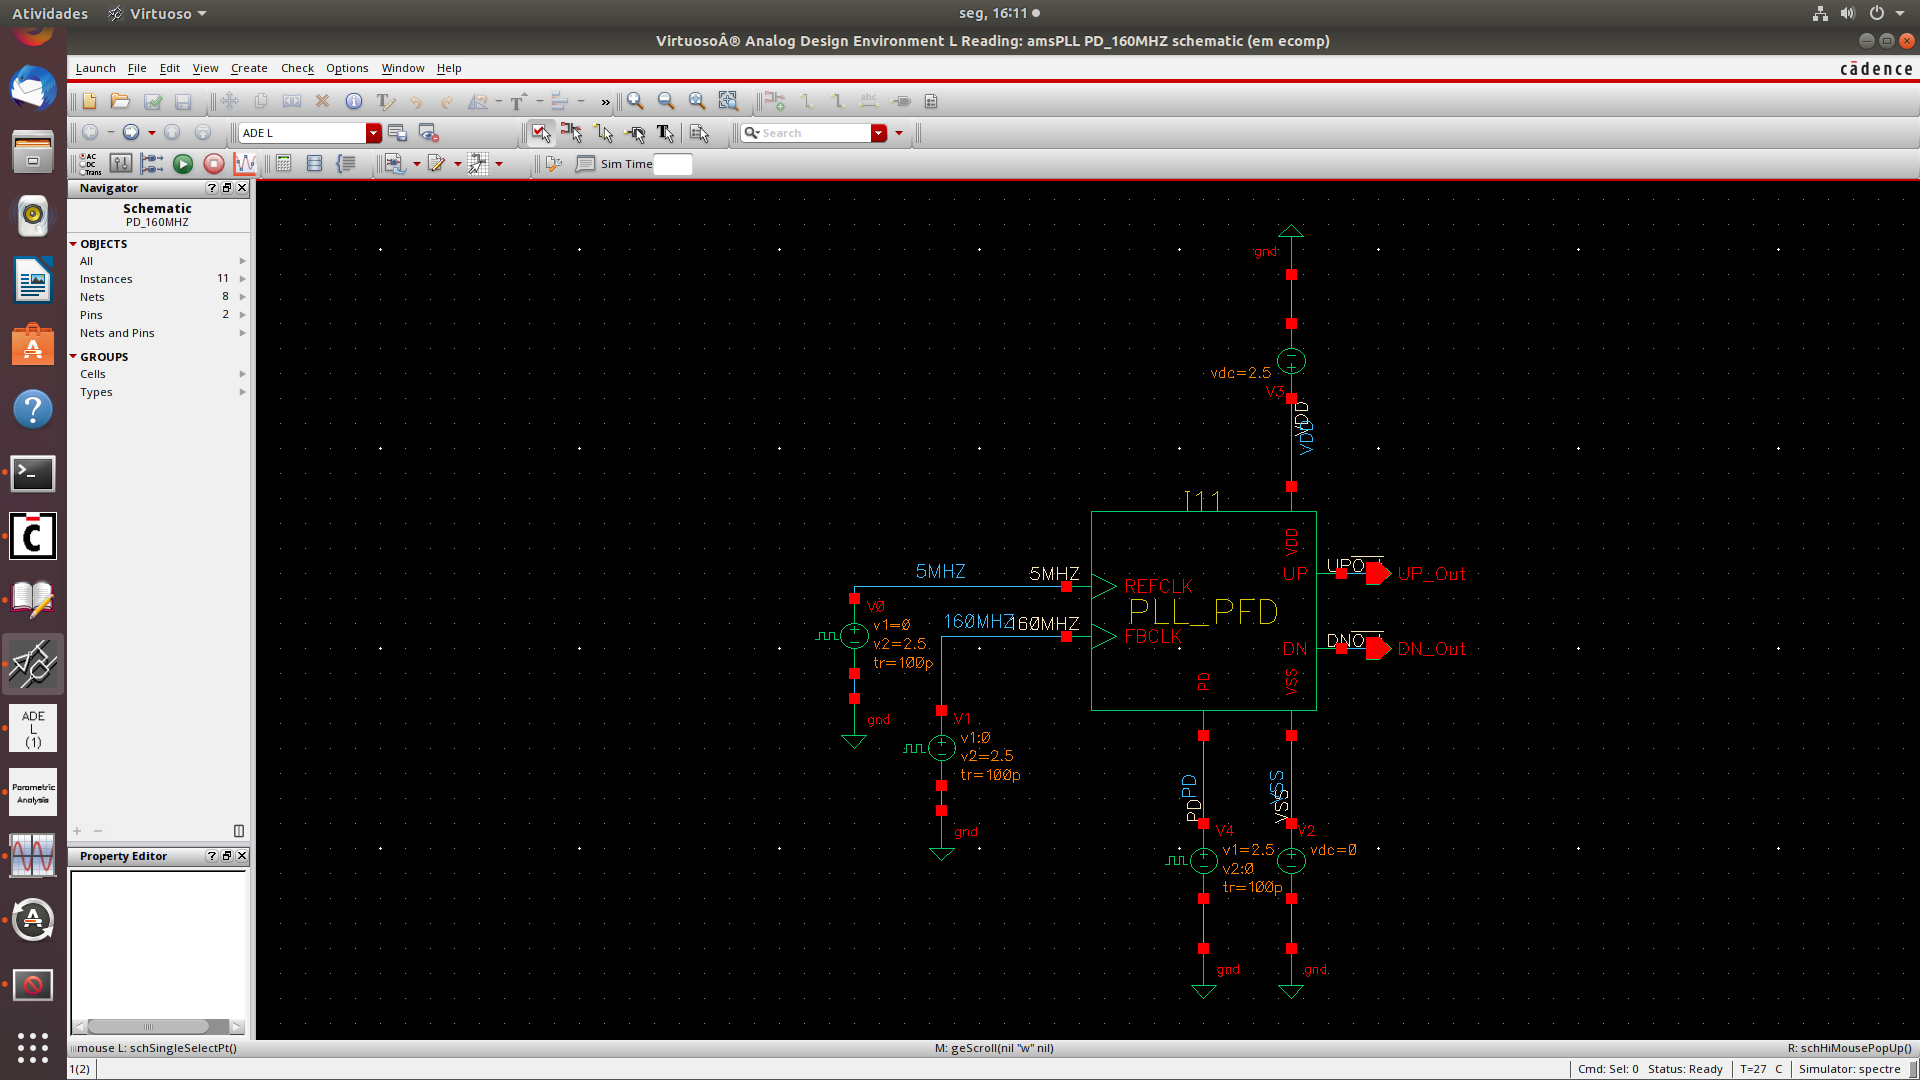 Atividades
Virtuoso
seg, 16:11
VirtuosoÂ® Analog Design Environment L Reading: amsPLL PD_160MHZ schematic (em ecomp)
Launch File Edit View Create Check Options Window Help
cādence
ADE L
Search
AC
DC
Trans
Sim Time
Navigator
Schematic
PD_160MHZ
OBJECTS
All
Instances 11
Nets 8
Pins 2
Nets and Pins
GROUPS
Cells
Types
Property Editor
ADE
L
(1)
Parametric
Analysis
gnd
vdc=2.5
V3
VDD
VDD
I11
VDD
5MHZ
5MHZ
REFCLK
UP
UP_Out
PLL_PFD
160MHZ
160MHZ
FBCLK
DN
DN_Out
PD
VSS
V0
v1=0
v2=2.5
tr=100p
gnd
V1
v1:0
v2=2.5
tr=100p
gnd
PD
PD
VSS
VSS
V4
v1=2.5
v2:0
tr=100p
gnd
V2
vdc=0
gnd
mouse L: schSingleSelectPt()
M: geScroll(nil "w" nil)
R: schHiMousePopUp()
1(2)
Cmd: Sel: 0 Status: Ready
T=27 C
Simulator: spectre